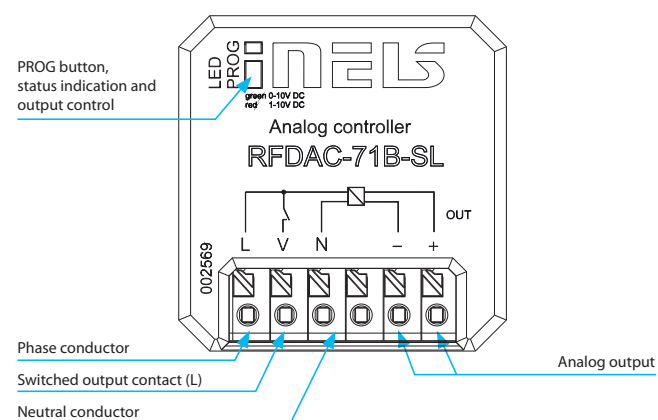 PROG button,
status indication and
output control
LED
PROG
NELS
green 0-10V DC
red 1-10V DC
Analog controller
RFDAC-71B-SL
OUT
L V N − +
002569
Phase conductor
Switched output contact (L)
Neutral conductor
Analog output